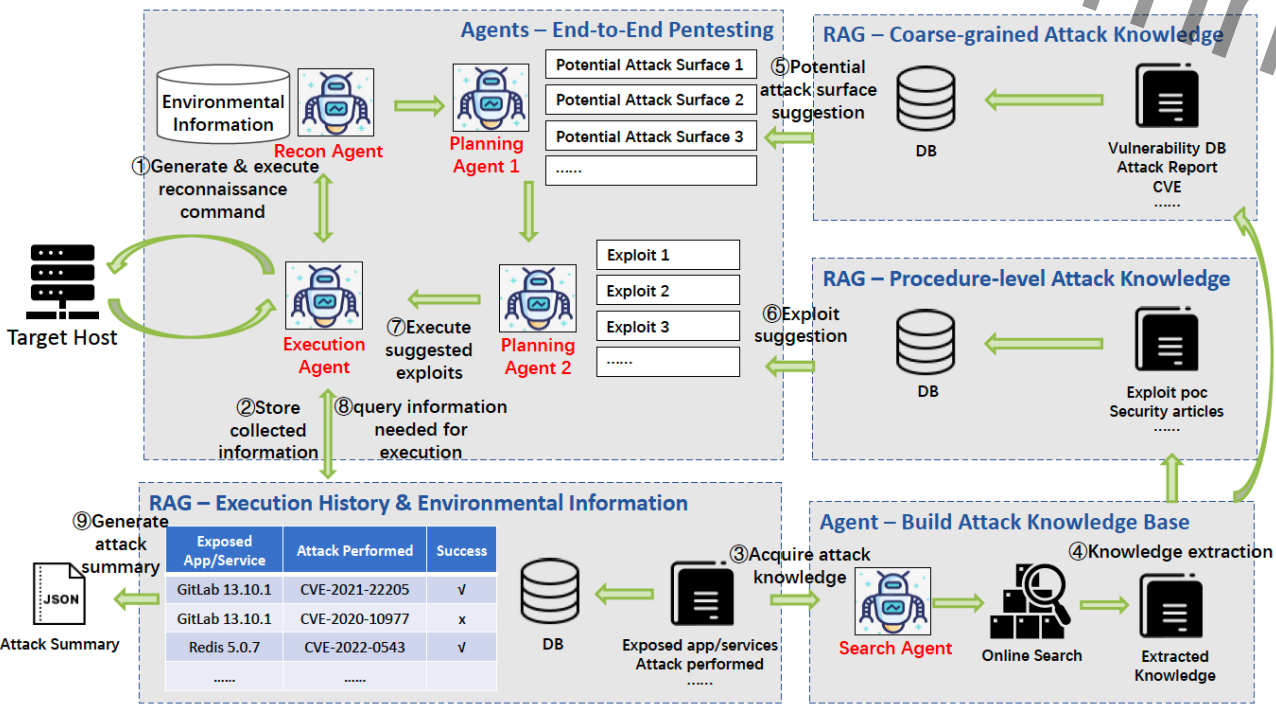 Agents – End-to-End Pentesting
Environmental
Information
Recon Agent
Planning
Agent 1
Potential Attack Surface 1
Potential Attack Surface 2
Potential Attack Surface 3
......
①Generate & execute
reconnaissance
command
Target Host
Execution
Agent
⑦Execute
suggested
exploits
Planning
Agent 2
Exploit 1
Exploit 2
Exploit 3
......
②Store
collected
information
⑧query information
needed for
execution
RAG – Coarse-grained Attack Knowledge
⑤Potential
attack surface
suggestion
DB
Vulnerability DB
Attack Report
CVE
......
RAG – Procedure-level Attack Knowledge
⑥Exploit
suggestion
DB
Exploit poc
Security articles
......
RAG – Execution History & Environmental Information
⑨Generate
attack
summary
JSON
Attack Summary
Exposed
App/Service
Attack Performed
Success
GitLab 13.10.1 CVE-2021-22205 √
GitLab 13.10.1 CVE-2020-10977 x
Redis 5.0.7 CVE-2022-0543 √
...... ......
DB
Exposed app/services
Attack performed
......
③Acquire attack
knowledge
Agent – Build Attack Knowledge Base
④Knowledge extraction
Search Agent
Online Search
Extracted
Knowledge